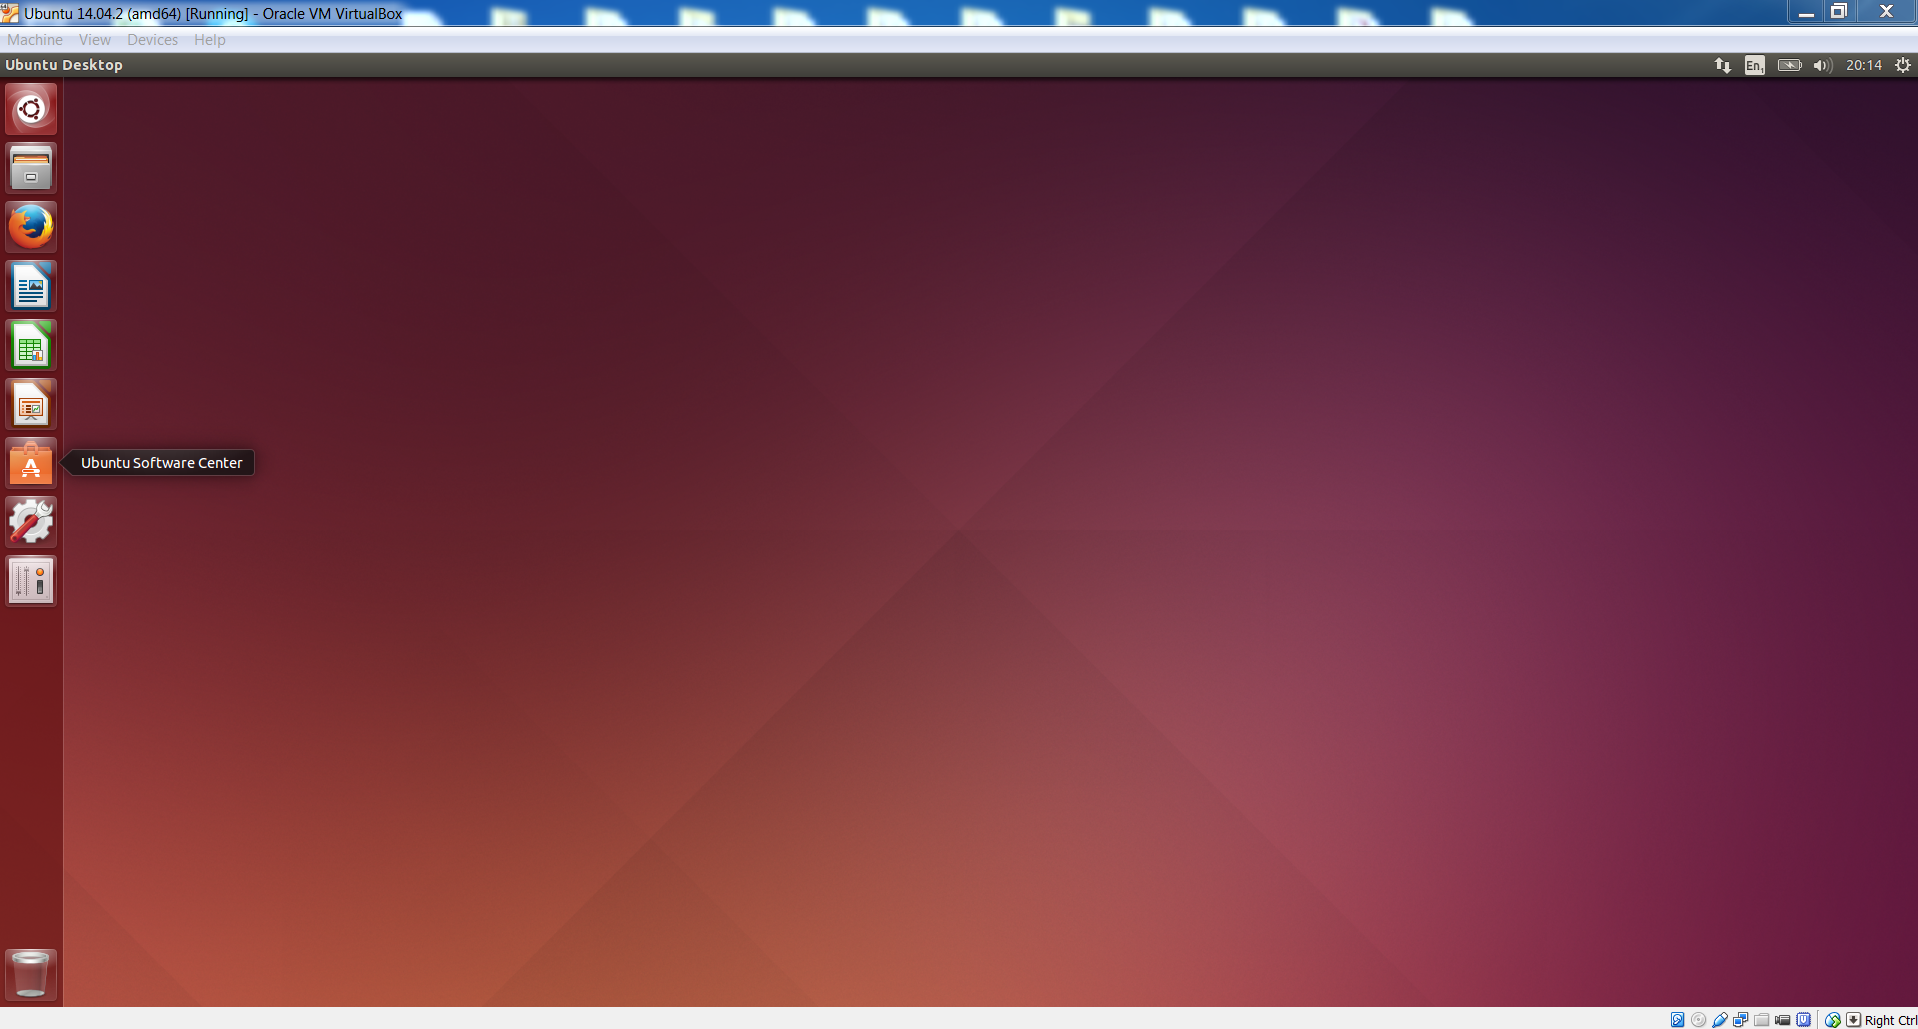 Ubuntu 14.04.2 (amd64) [Running] - Oracle VM VirtualBox
Machine View Devices Help
Ubuntu Desktop
En1 20:14
Ubuntu Software Center
Right Ctrl